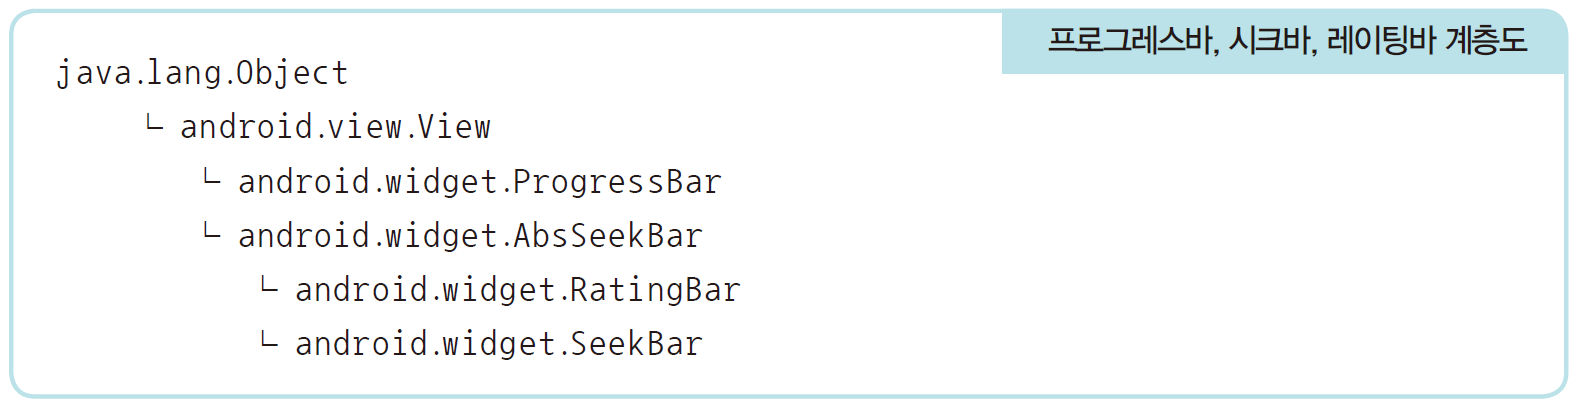 프로그레스바, 시크바, 레이팅바 계층도
java.lang.Object
└ android.view.View
└ android.widget.ProgressBar
└ android.widget.AbsSeekBar
└ android.widget.RatingBar
└ android.widget.SeekBar